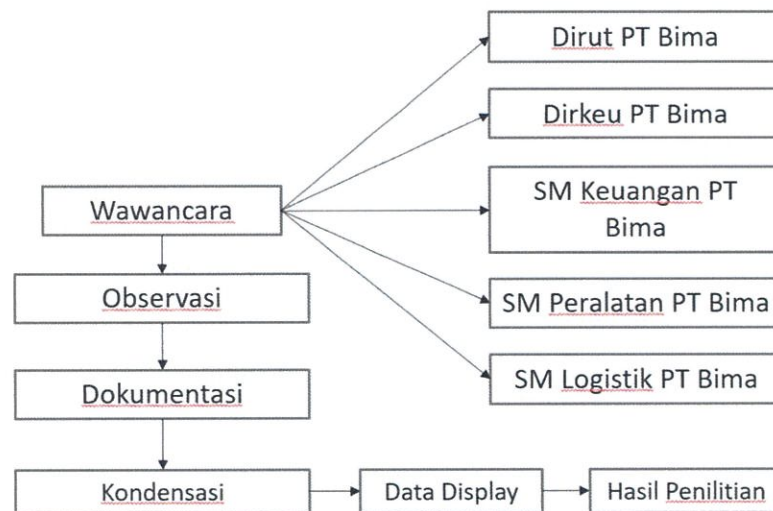 Dirut PT Bima
Dirkeu PT Bima
SM Keuangan PT
Bima
Wawancara
Observasi
SM Peralatan PT Bima
SM Logistik PT Bima
Dokumentasi
Kondensasi
Data Display
Hasil Penilitian